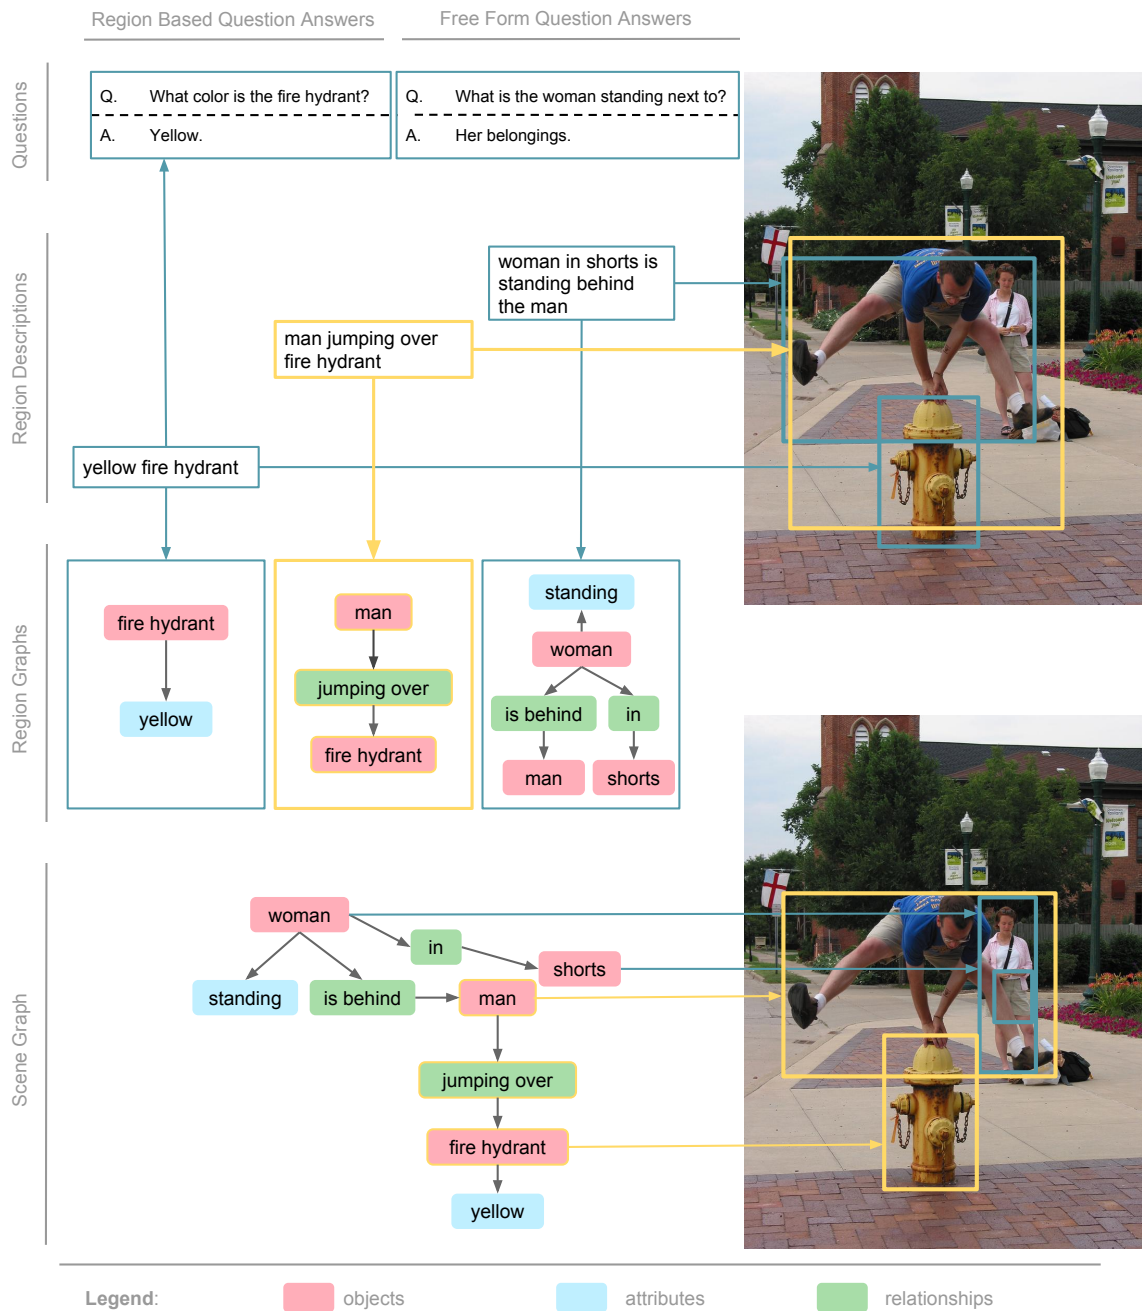 Region Based Question Answers
Free Form Question Answers
Questions
Q. What color is the fire hydrant?
A. Yellow.
Q. What is the woman standing next to?
A. Her belongings.
Region Descriptions
woman in shorts is
standing behind
the man
man jumping over
fire hydrant
yellow fire hydrant
Region Graphs
fire hydrant
yellow
man
jumping over
fire hydrant
standing
woman
is behind
in
man
shorts
Scene Graph
woman
in
shorts
standing
is behind
man
jumping over
fire hydrant
yellow
Legend:
objects
attributes
relationships